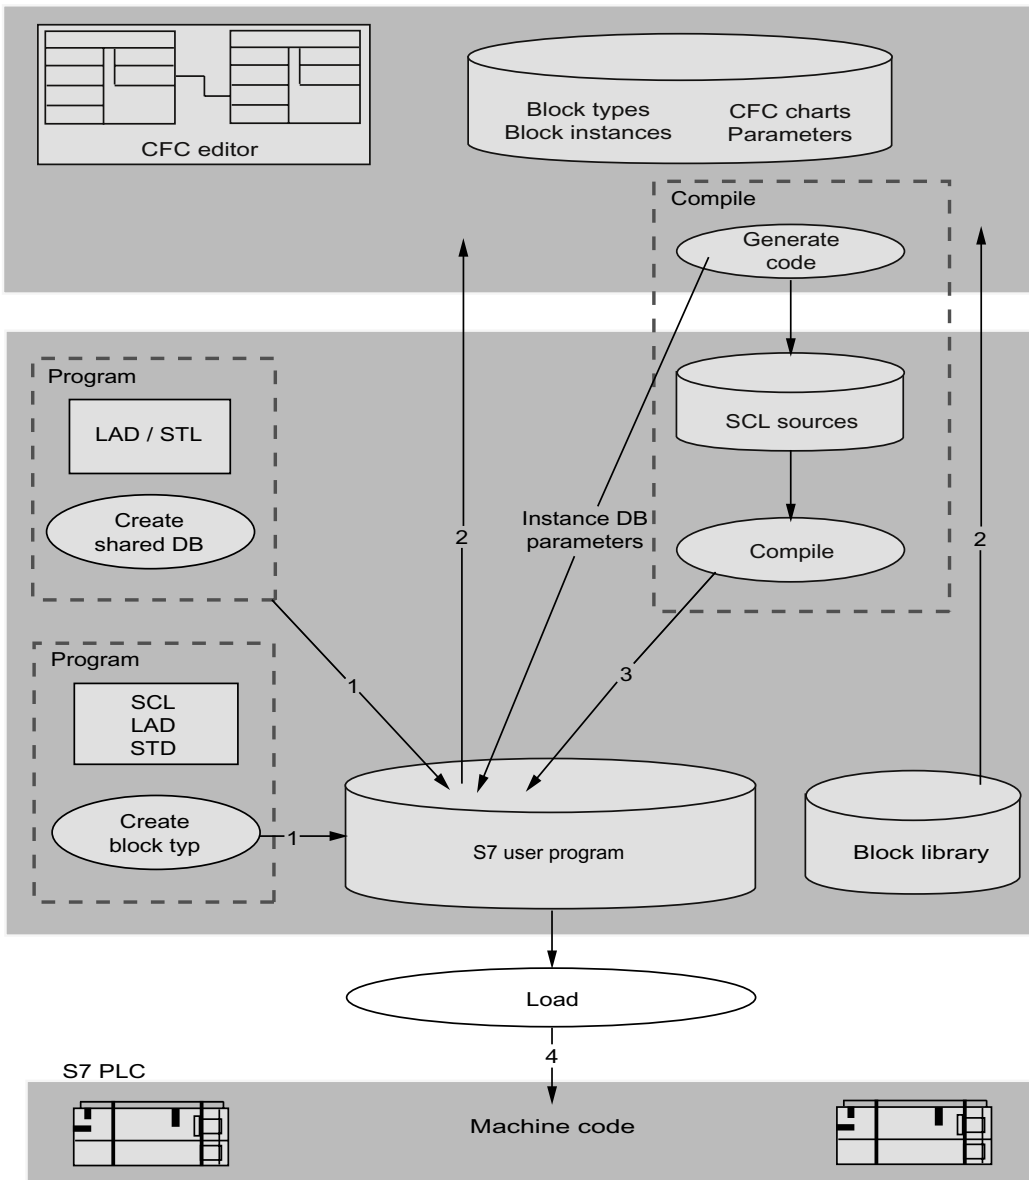 CFC editor
Block types
Block instances
CFC charts
Parameters
Compile
Generate
code
SCL sources
Compile
Instance DB
parameters
2
2
3
Program
LAD / STL
Create
shared DB
1
Program
SCL
LAD
STD
Create
block typ
1
S7 user program
Block library
Load
4
S7 PLC
Machine code